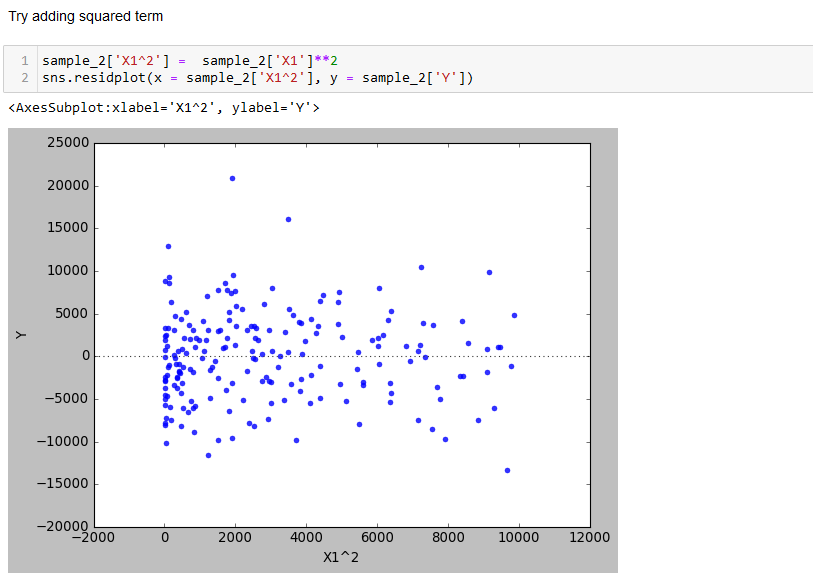 Try adding squared term
1 sample_2['X1^2'] =  sample_2['X1']**2
2 sns.residplot(x = sample_2['X1^2'], y = sample_2['Y'])
<AxesSubplot:xlabel='X1^2', ylabel='Y'>
25000
20000
15000
10000
5000
0
−5000
−10000
−15000
−20000
Y
−2000 0 2000 4000 6000 8000 10000 12000
X1^2